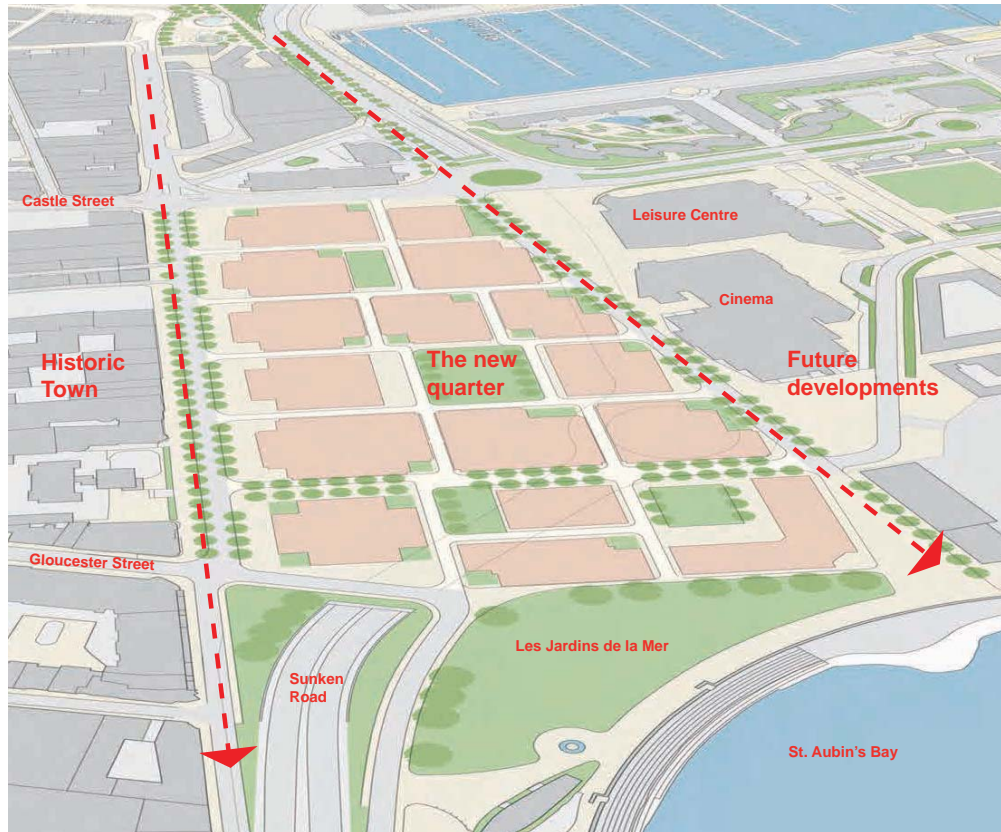 Castle Street
Leisure Centre
Cinema
Historic
Town
The new
quarter
Future
developments
Gloucester Street
Les Jardins de la Mer
Sunken
Road
St. Aubin's Bay